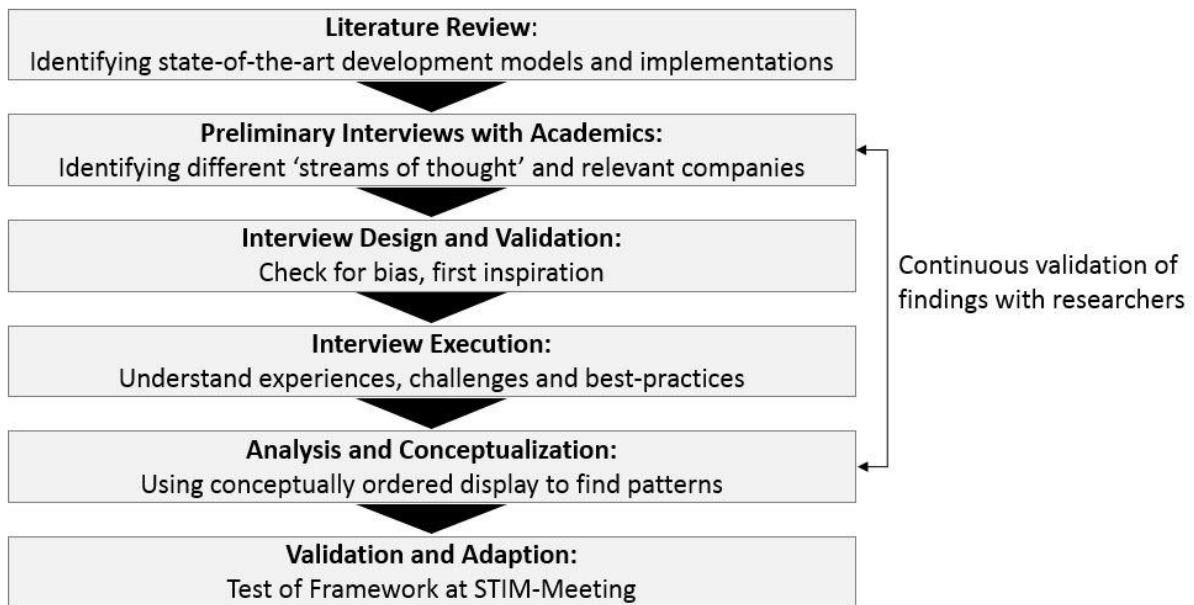 Literature Review:
Identifying state-of-the-art development models and implementations
Preliminary Interviews with Academics:
Identifying different ‘streams of thought’ and relevant companies
Interview Design and Validation:
Check for bias, first inspiration
Interview Execution:
Understand experiences, challenges and best-practices
Analysis and Conceptualization:
Using conceptually ordered display to find patterns
Validation and Adaption:
Test of Framework at STIM-Meeting
Continuous validation of
findings with researchers